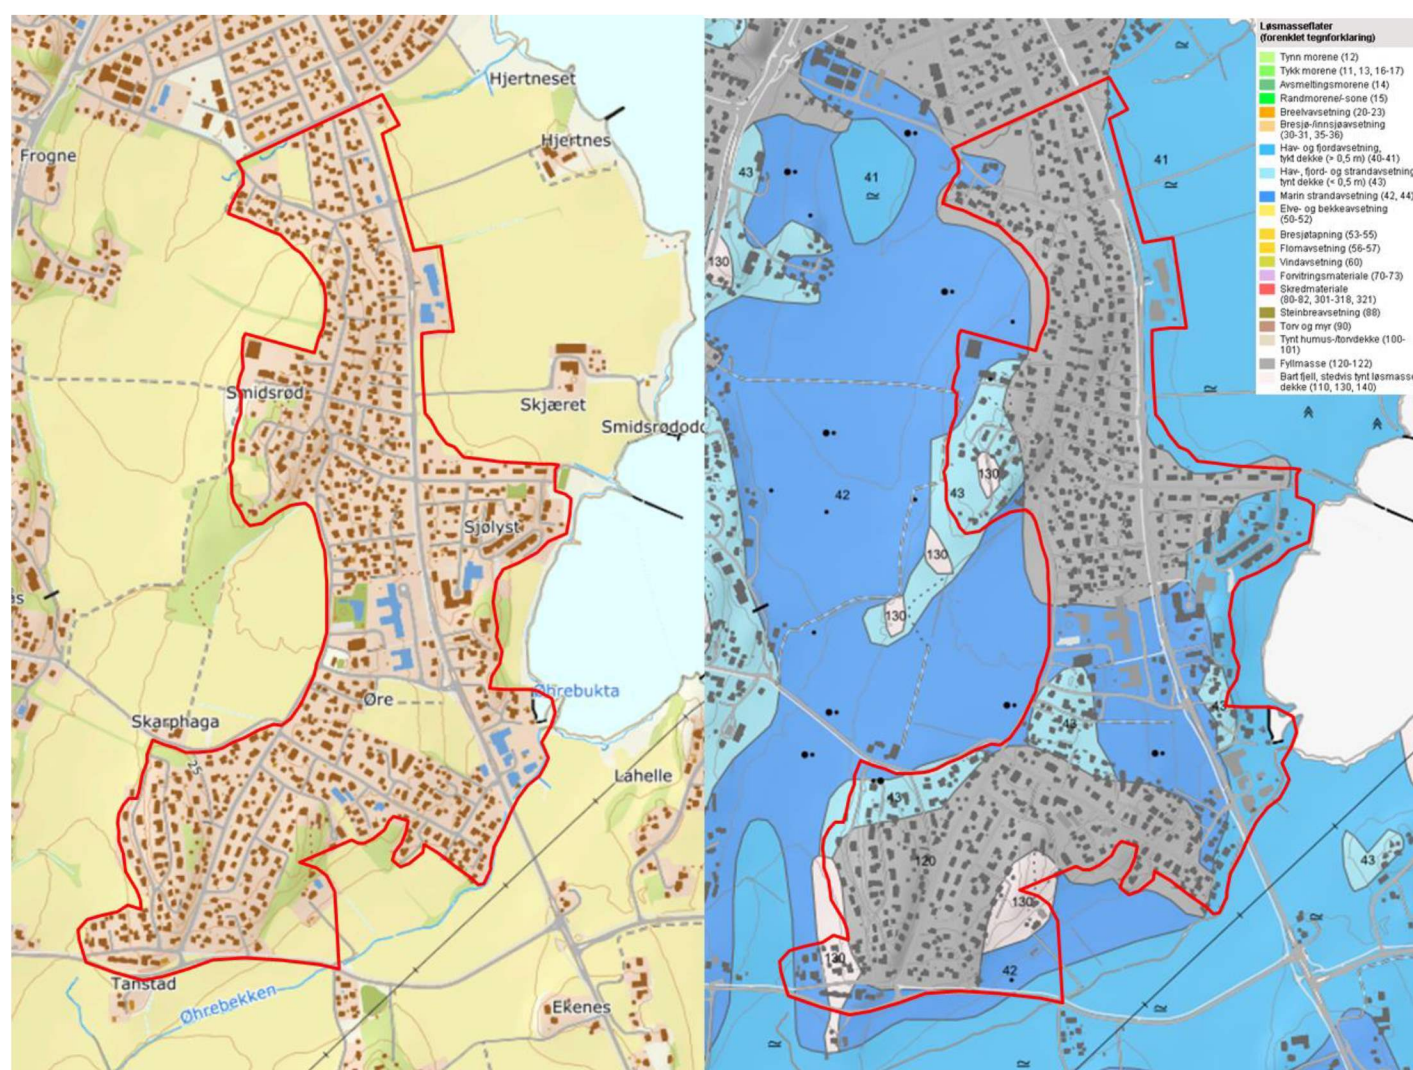 Hjertneset
Hjertnes
Frogne
Smidsrød
Skjæret
Smidsrødodd
Sjølyst
as
Øhrebukta
Øre
Skarphaga
25
Låhelle
Tanstad
Øhrebekken
Ekenes
Løsmasseflater
(forenklet tegnforklaring)
Tynn morene (12)
Tykk morene (11, 13, 16-17)
Avsmeltingsmorene (14)
Randmorene/-sone (15)
Breelvavsetning (20-23)
Bresjø-/innsjøavsetning
(30-31, 35-36)
Hav- og fjordavsetning,
tykt dekke (> 0,5 m) (40-41)
Hav-, fjord- og strandavsetning
tynt dekke (< 0,5 m) (43)
Marin strandavsetning (42, 44)
Elve- og bekkeavsetning
(50-52)
Bresjøtapning (53-55)
Flomavsetning (56-57)
Vindavsetning (60)
Forvitringsmateriale (70-73)
Skredmateriale
(80-82, 301-318, 321)
Steinbreavsetning (88)
Torv og myr (90)
Tynt humus-/torvdekke (100-
101)
Fyllmasse (120-122)
Bart fjell, stedvis tynt løsmasse
dekke (110, 130, 140)
43
41
41
130
130
43
42
130
130
43
43
43
120
43
130
130
42